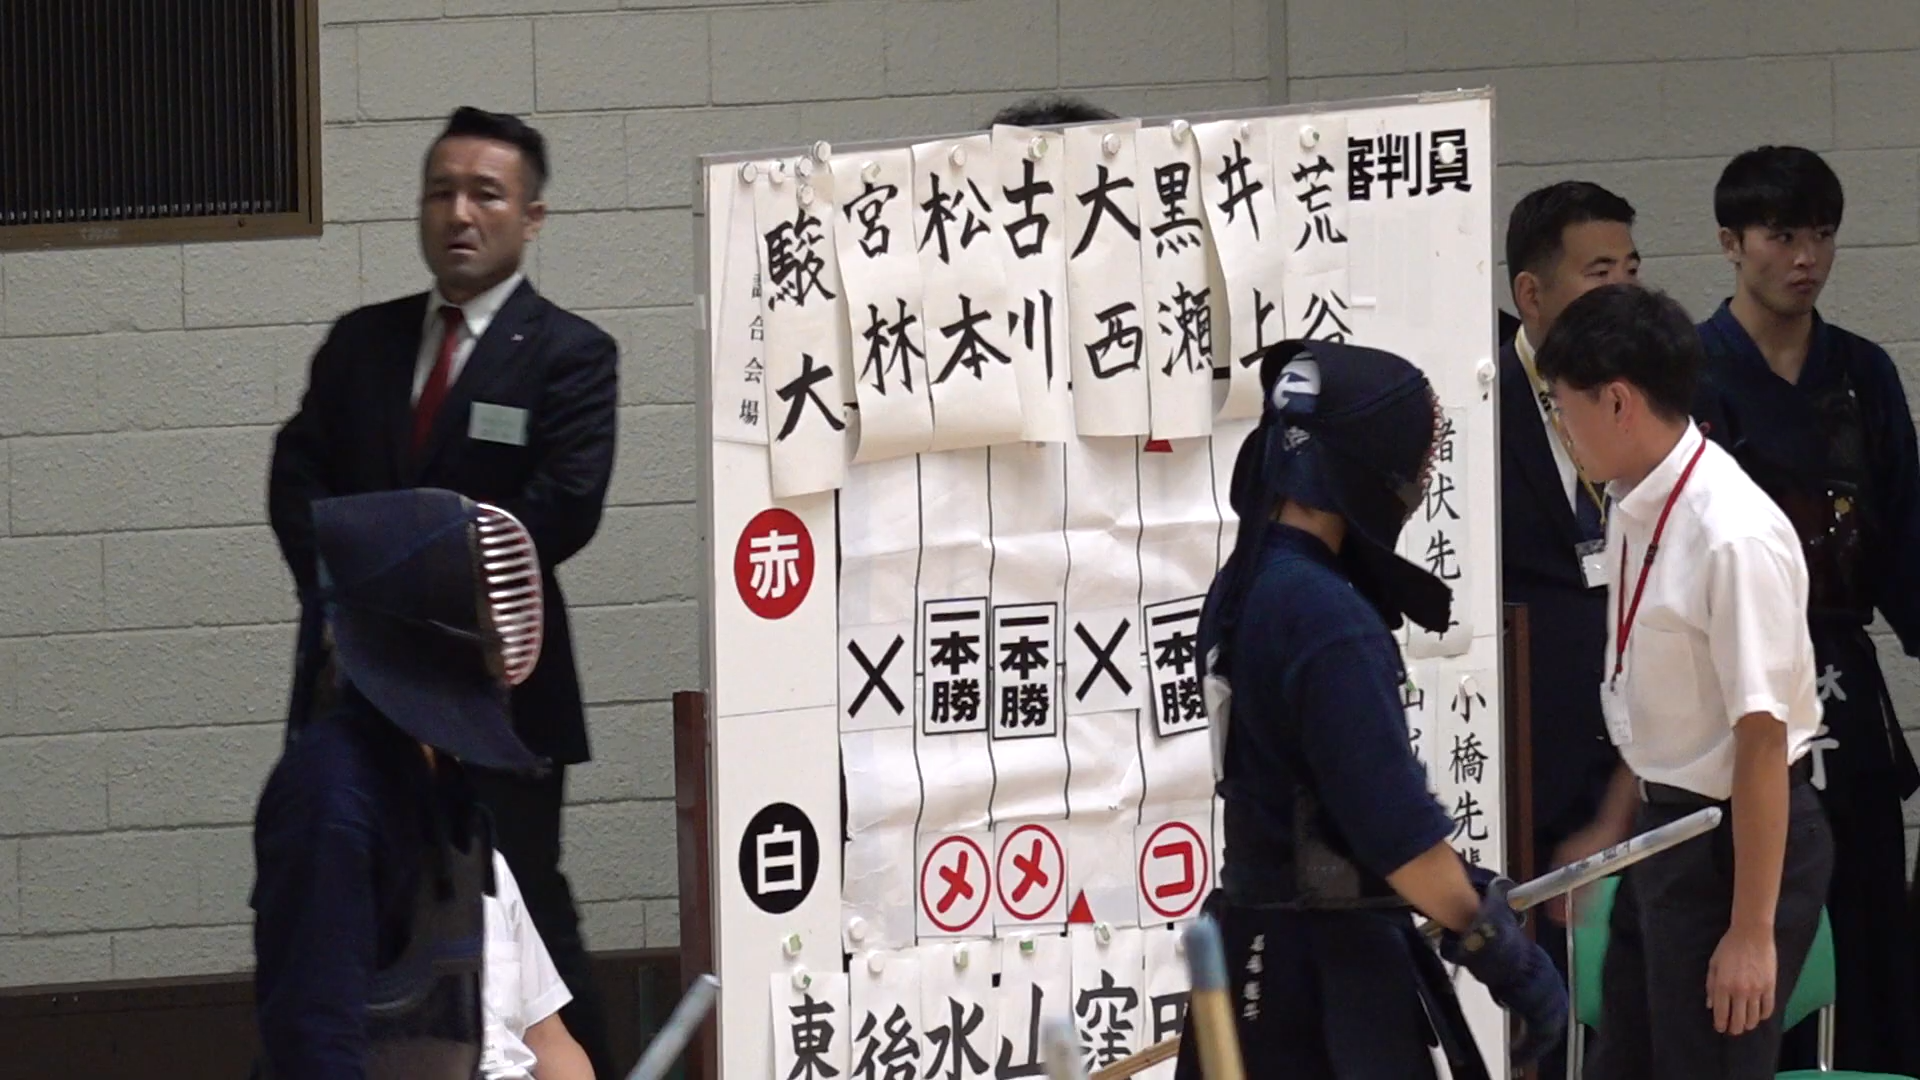 審判員
荒谷
井上
黒瀬
大西
古川
松本
宮林
駿大
試合会場
赤
×
一本勝
一本勝
×
一本勝
白
メ
メ
コ
東
後
水
山
窪
伏先
小橋先